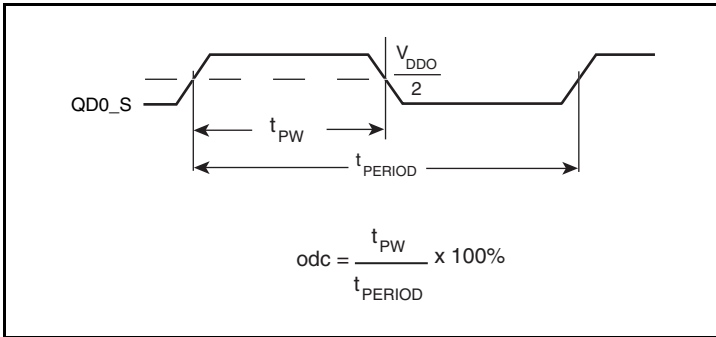 V_DDO
2
QD0_S
t_PW
t_PERIOD
t_PW
odc = x 100%
t_PERIOD